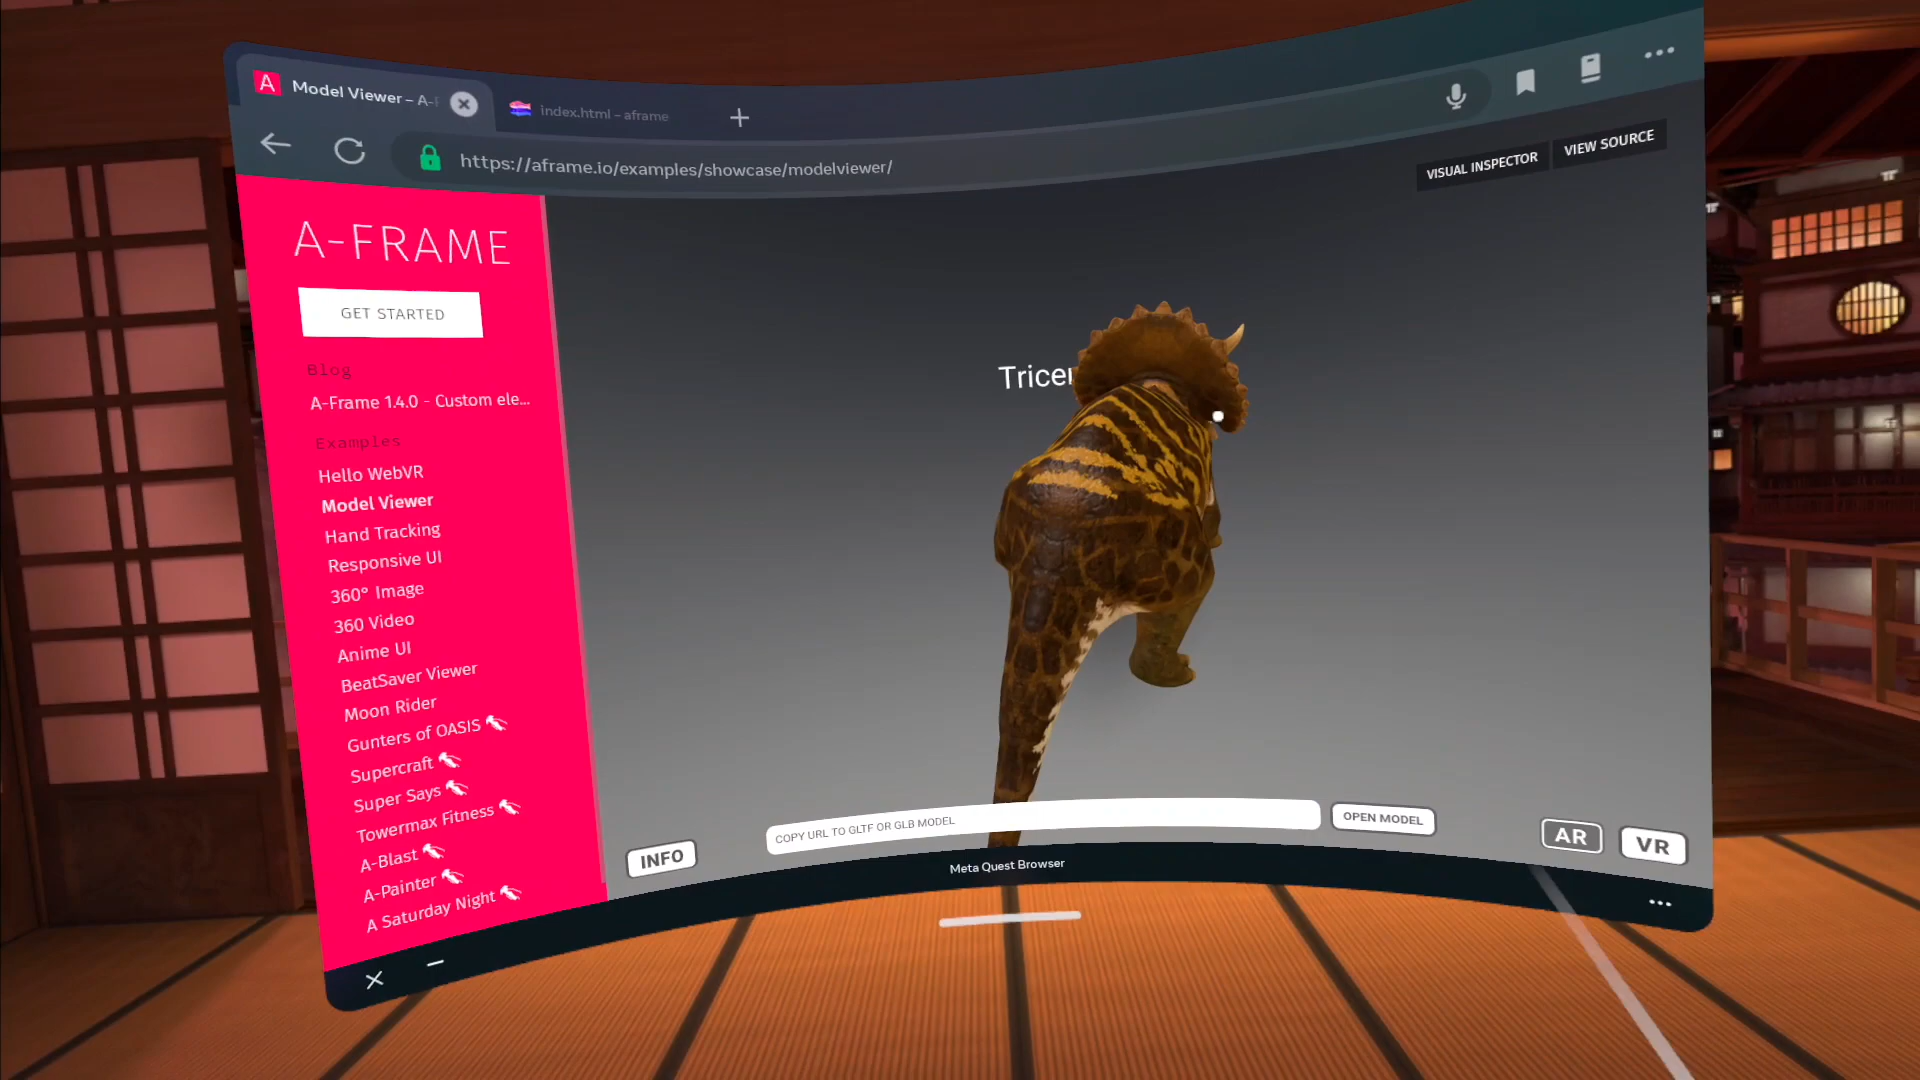 A Model Viewer – A-F
index.html – aframe
https://aframe.io/examples/showcase/modelviewer/
VISUAL INSPECTOR
VIEW SOURCE
A-FRAME
GET STARTED
Blog
A-Frame 1.4.0 - Custom ele...
Examples
Hello WebVR
Model Viewer
Hand Tracking
Responsive UI
360° Image
360 Video
Anime UI
BeatSaver Viewer
Moon Rider
Gunters of OASIS
Supercraft
Super Says
Towermax Fitness
A-Blast
A-Painter
A Saturday Night
Tricer
INFO
COPY URL TO GLTF OR GLB MODEL
OPEN MODEL
AR
VR
Meta Quest Browser